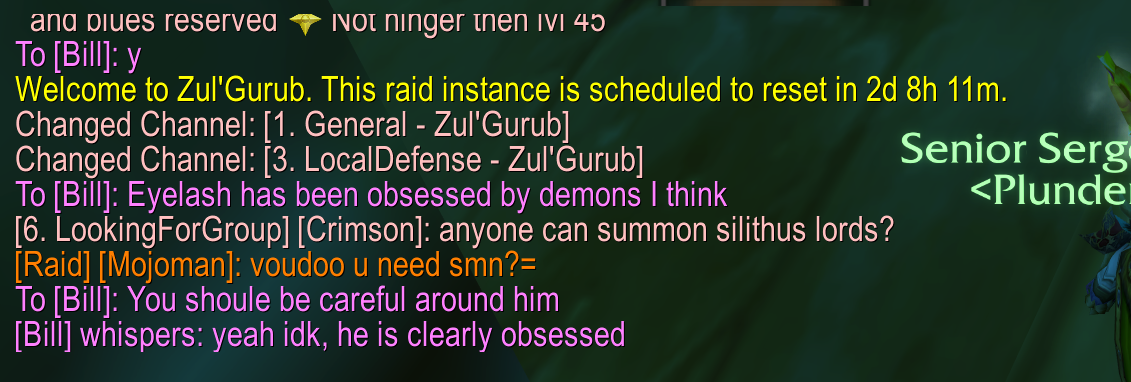 and blues reserved Not hinger then lvl 45
To [Bill]: y
Welcome to Zul'Gurub. This raid instance is scheduled to reset in 2d 8h 11m.
Changed Channel: [1. General - Zul'Gurub]
Changed Channel: [3. LocalDefense - Zul'Gurub]
Senior Serge
<Plunder
To [Bill]: Eyelash has been obsessed by demons I think
[6. LookingForGroup] [Crimson]: anyone can summon silithus lords?
[Raid] [Mojoman]: voudoo u need smn?=
To [Bill]: You shoule be careful around him
[Bill] whispers: yeah idk, he is clearly obsessed